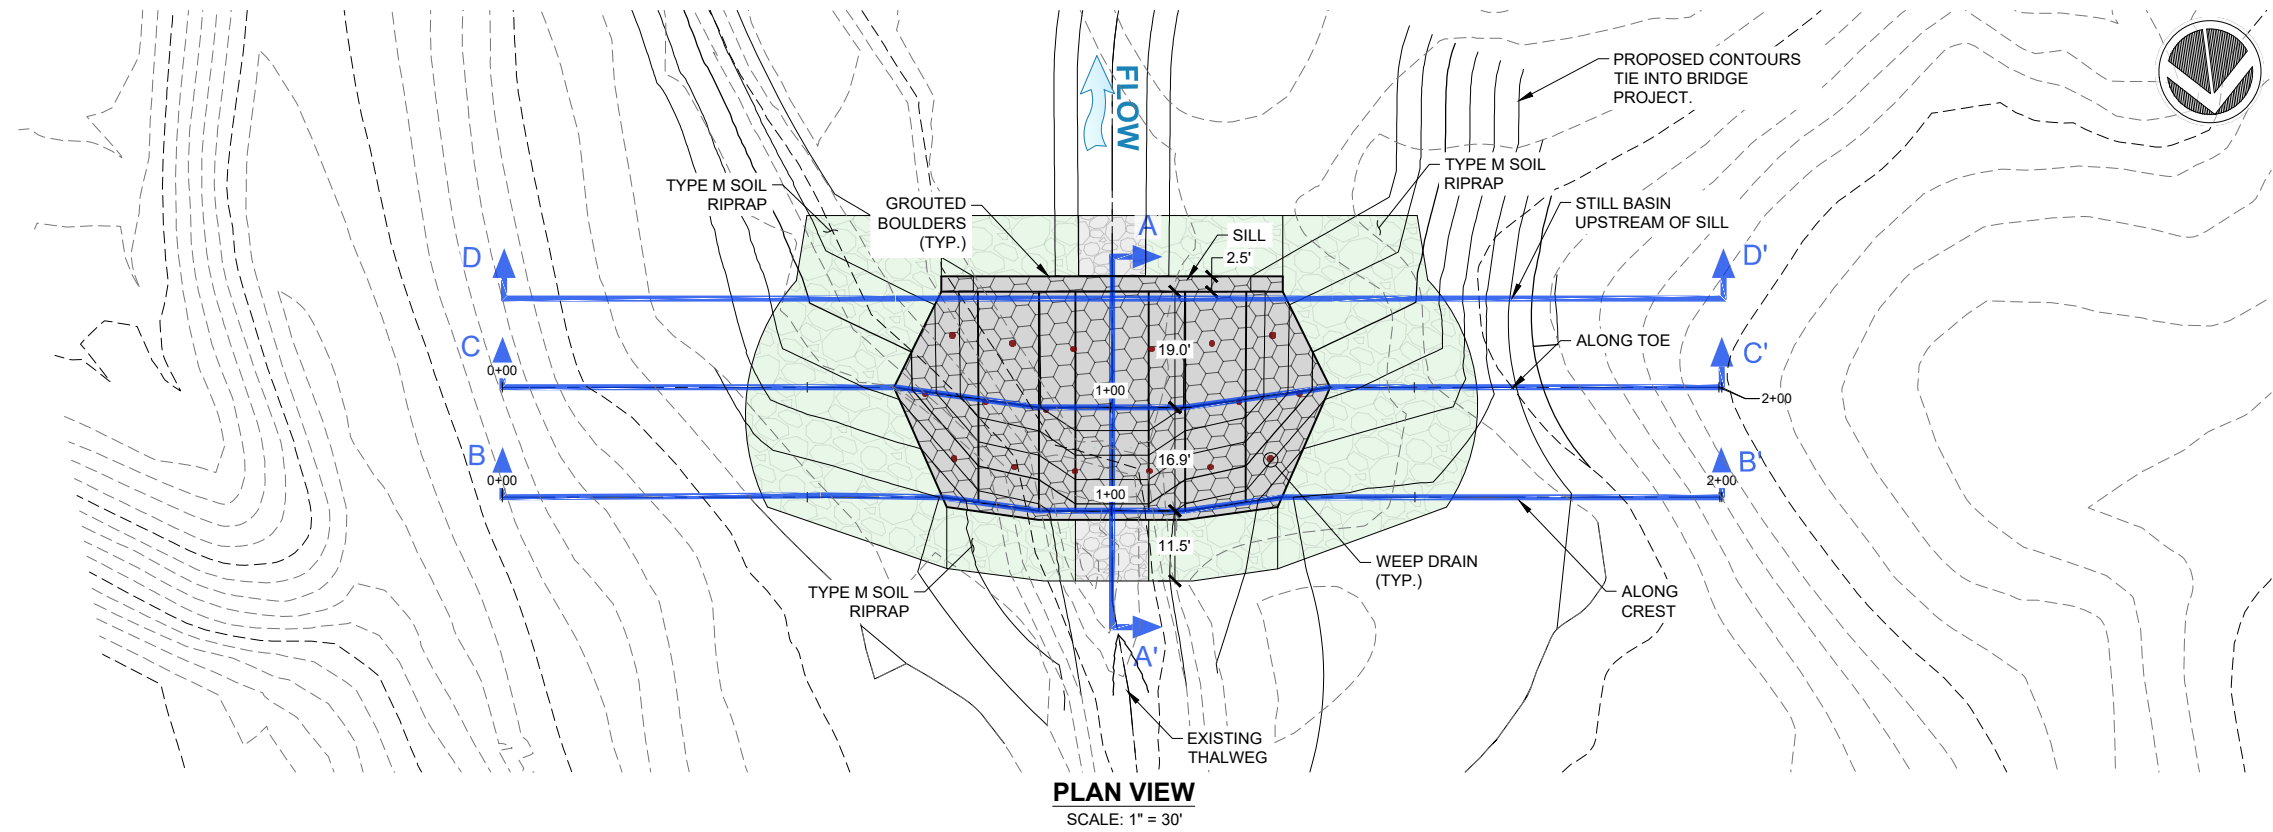 PROPOSED CONTOURS
TIE INTO BRIDGE
PROJECT.
FLOW
TYPE M SOIL
RIPRAP
GROUTED
BOULDERS
(TYP.)
A
SILL
2.5'
TYPE M SOIL
RIPRAP
STILL BASIN
UPSTREAM OF SILL
D
D'
C
0+00
19.0'
ALONG TOE
C'
1+00
2+00
B
0+00
16.9'
1+00
B'
2+00
11.5'
WEEP DRAIN
(TYP.)
TYPE M SOIL
RIPRAP
ALONG
CREST
A'
EXISTING
THALWEG
PLAN VIEW
SCALE: 1" = 30'